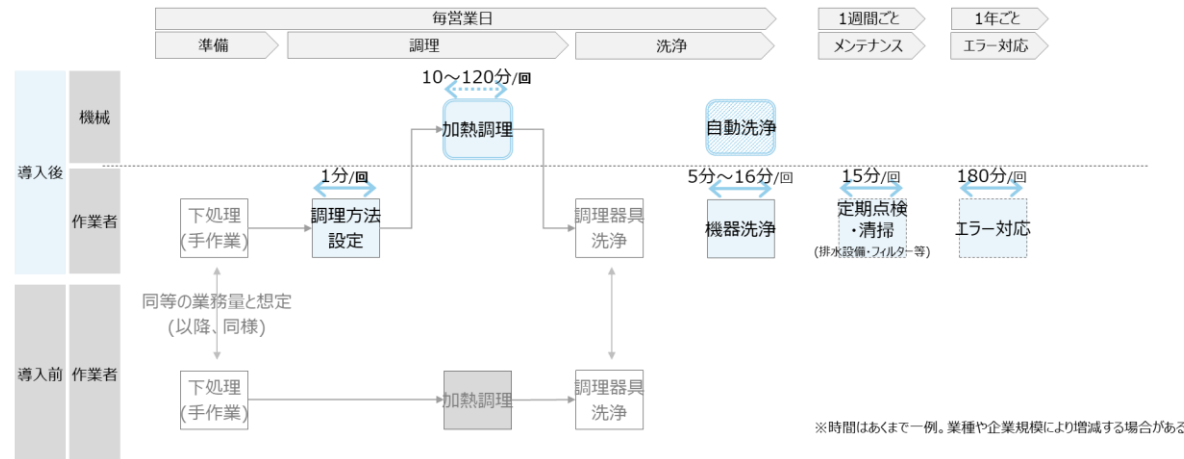 毎営業日
1週間ごと
1年ごと
準備
調理
洗浄
メンテナンス
エラー対応
導入後
機械
10～120分/回
加熱調理
自動洗浄
作業者
1分/回
5分～16分/回
15分/回
180分/回
下処理
(手作業)
調理方法
設定
調理器具
洗浄
機器洗浄
定期点検
・清掃
(排水設備・フィルター等)
エラー対応
同等の業務量と想定
(以降、同様)
導入前
作業者
下処理
(手作業)
加熱調理
調理器具
洗浄
※時間はあくまで一例。業種や企業規模により増減する場合がある